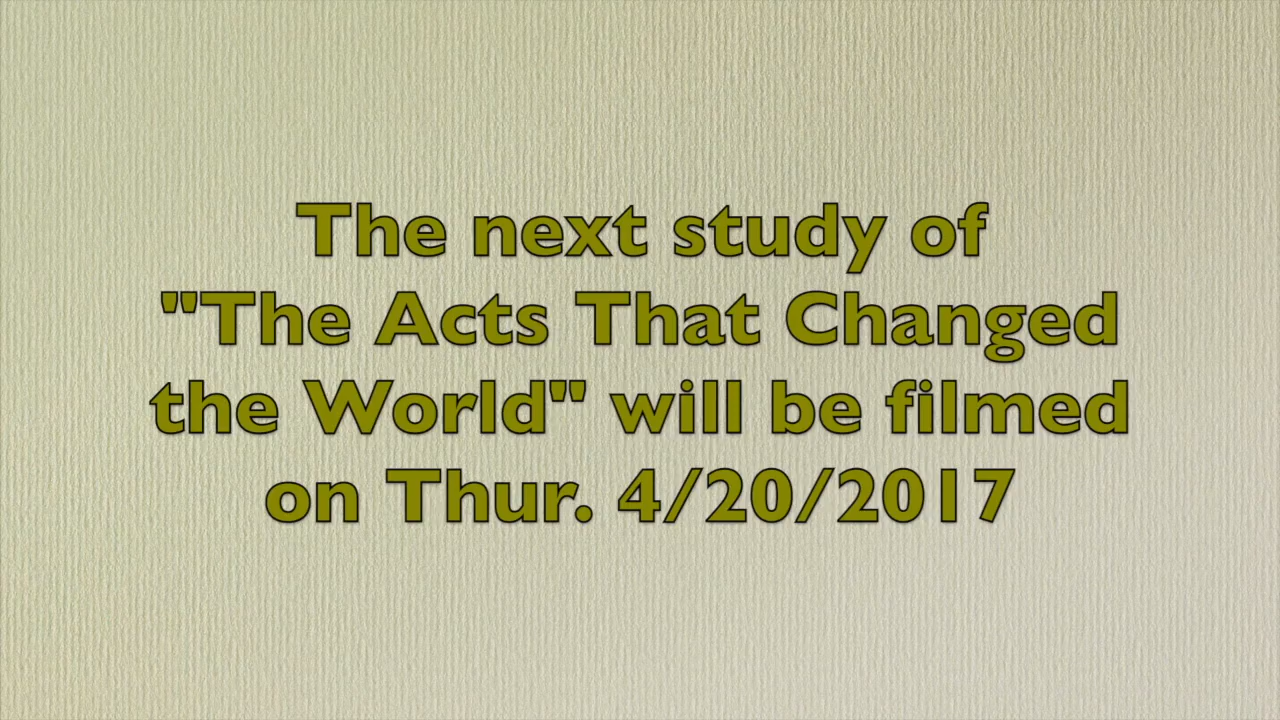 The next study of
"The Acts That Changed
the World" will be filmed
on Thur. 4/20/2017